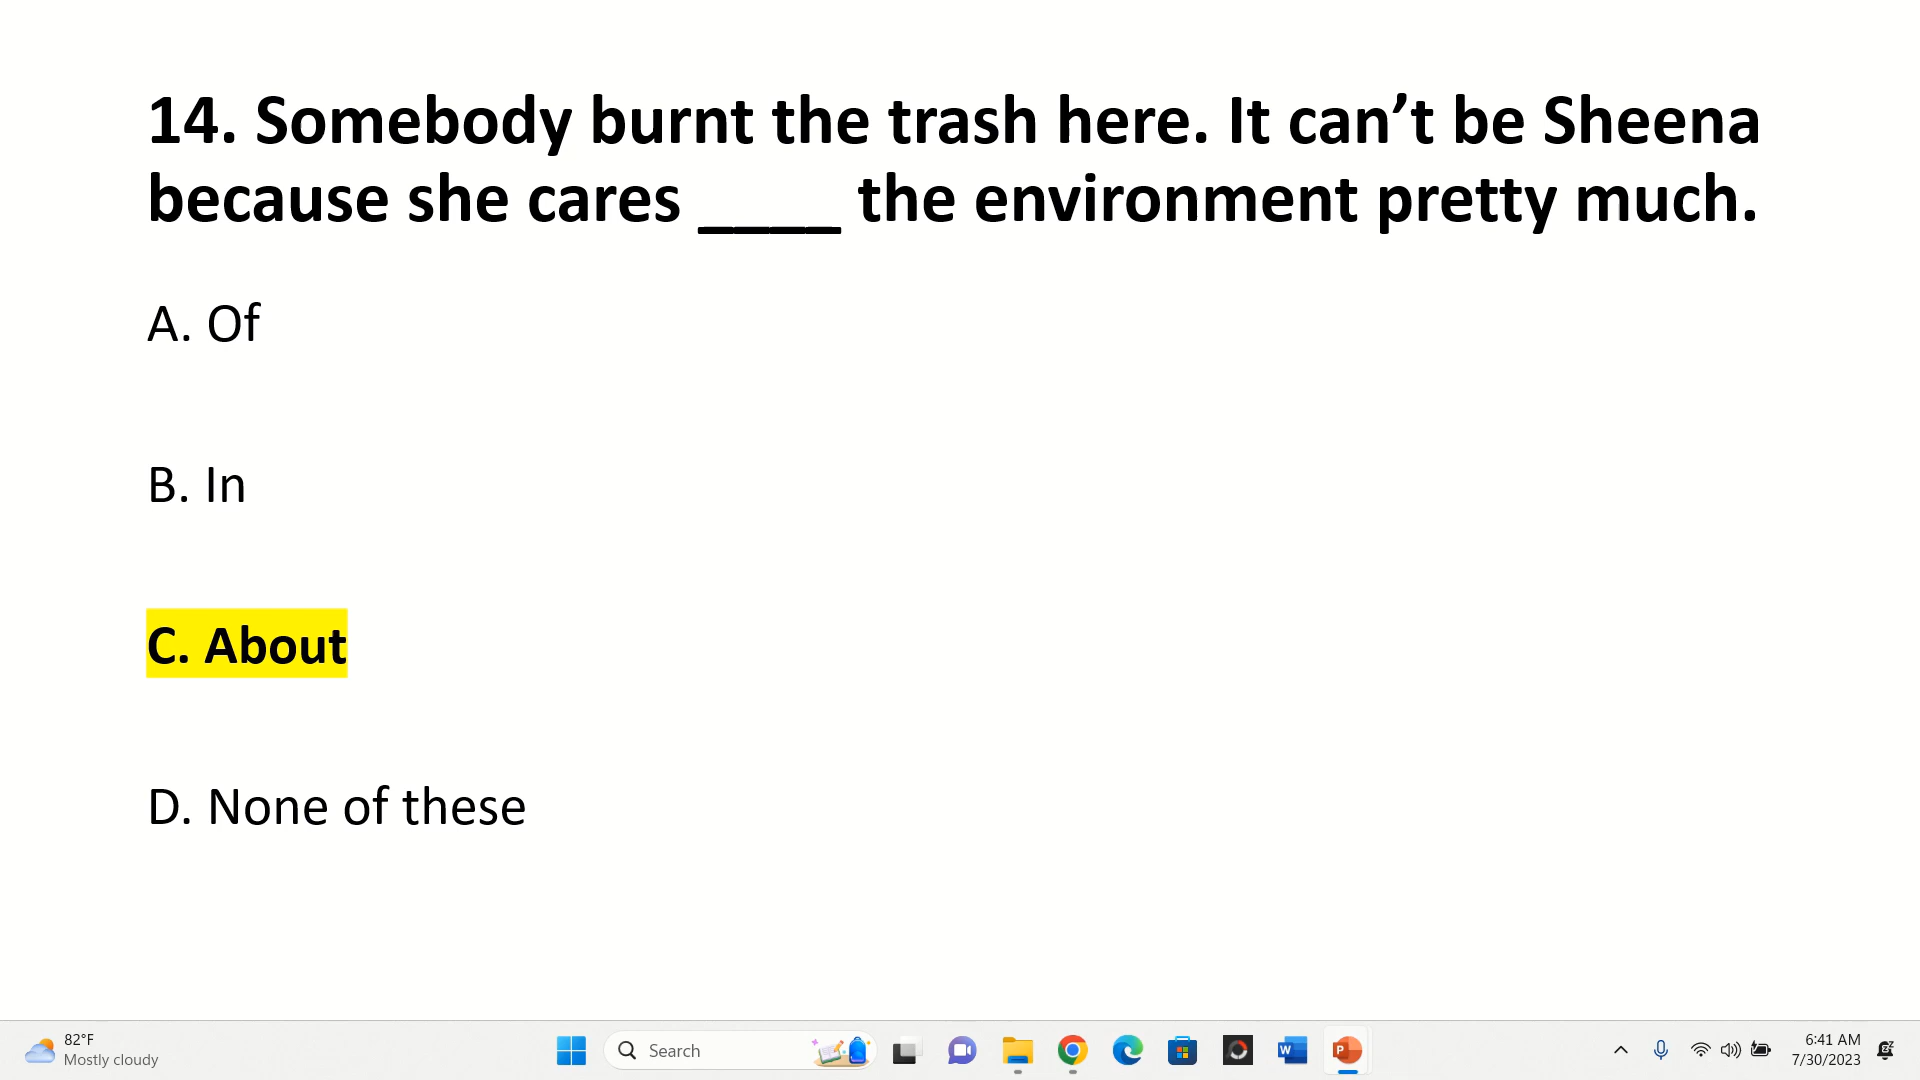 14. Somebody burnt the trash here. It can’t be Sheena
because she cares ____ the environment pretty much.
A. Of
B. In
C. About
D. None of these
82°F
Mostly cloudy
Search
6:41 AM
7/30/2023